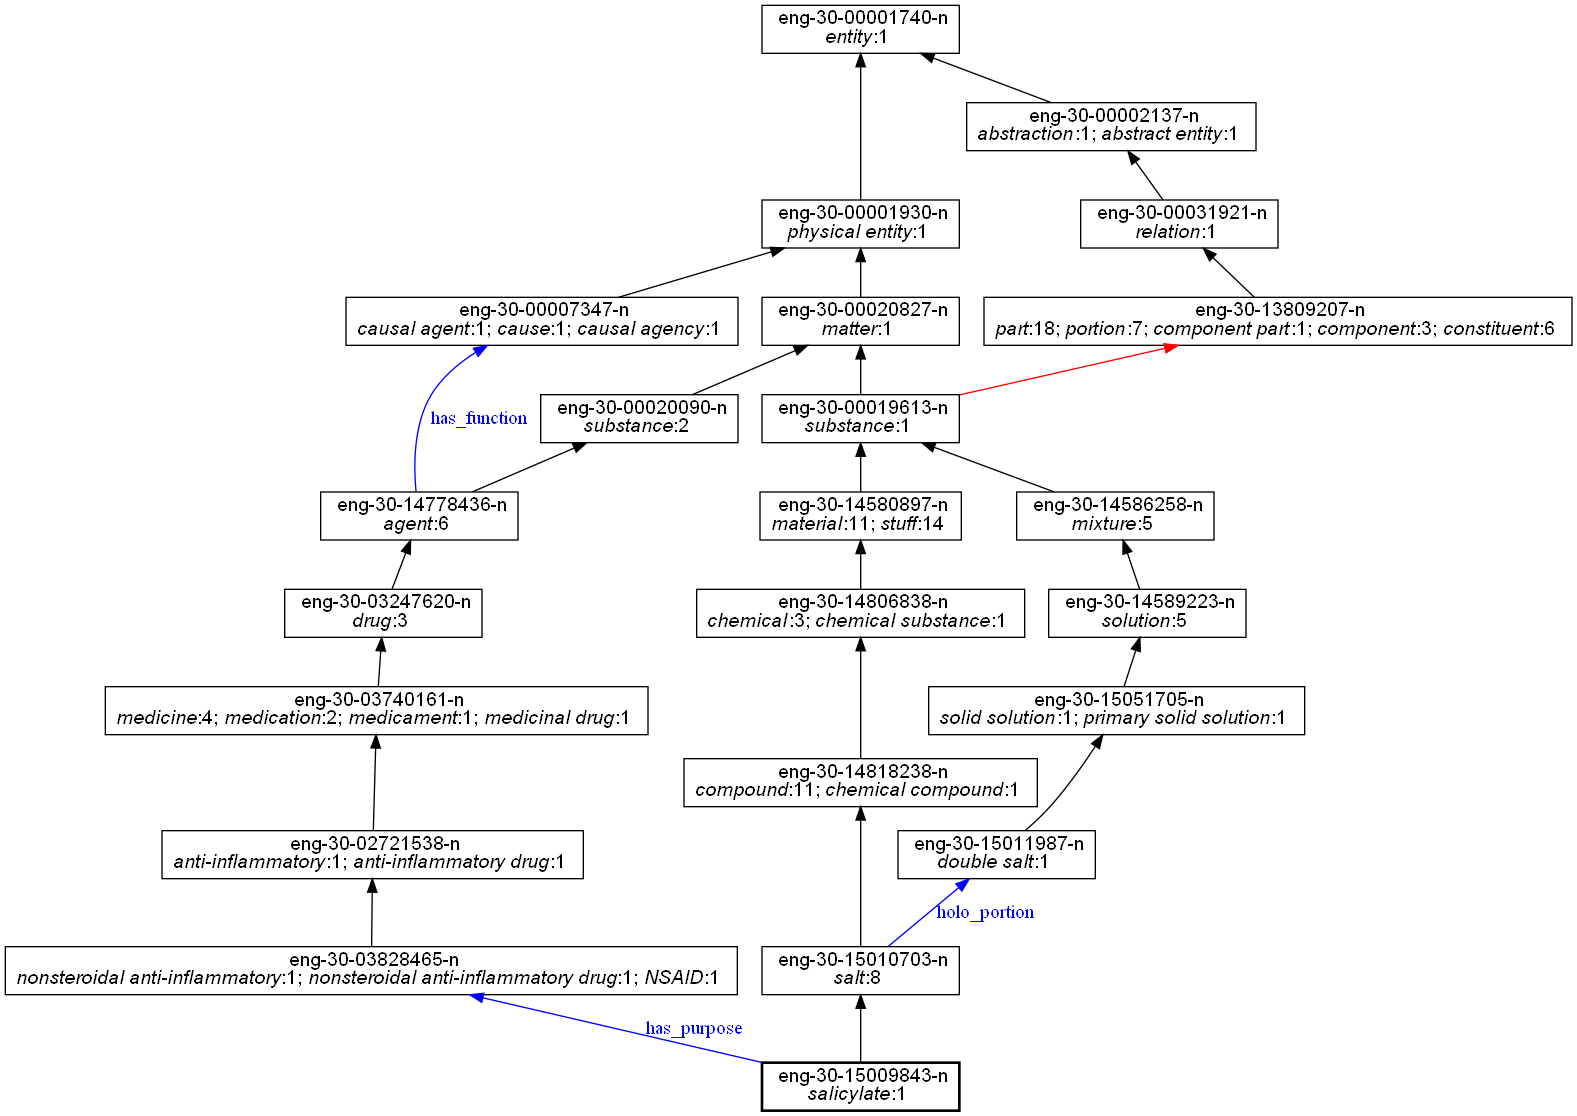 eng-30-00001740-n
entity:1
eng-30-00002137-n
abstraction:1; abstract entity:1
eng-30-00001930-n
physical entity:1
eng-30-00031921-n
relation:1
eng-30-00007347-n
causal agent:1; cause:1; causal agency:1
eng-30-00020827-n
matter:1
eng-30-13809207-n
part:18; portion:7; component part:1; component:3; constituent:6
has_function
eng-30-00020090-n
substance:2
eng-30-00019613-n
substance:1
eng-30-14778436-n
agent:6
eng-30-14580897-n
material:11; stuff:14
eng-30-14586258-n
mixture:5
eng-30-03247620-n
drug:3
eng-30-14806838-n
chemical:3; chemical substance:1
eng-30-14589223-n
solution:5
eng-30-03740161-n
medicine:4; medication:2; medicament:1; medicinal drug:1
eng-30-15051705-n
solid solution:1; primary solid solution:1
eng-30-14818238-n
compound:11; chemical compound:1
eng-30-02721538-n
anti-inflammatory:1; anti-inflammatory drug:1
eng-30-15011987-n
double salt:1
holo_portion
eng-30-03828465-n
nonsteroidal anti-inflammatory:1; nonsteroidal anti-inflammatory drug:1; NSAID:1
eng-30-15010703-n
salt:8
has_purpose
eng-30-15009843-n
salicylate:1